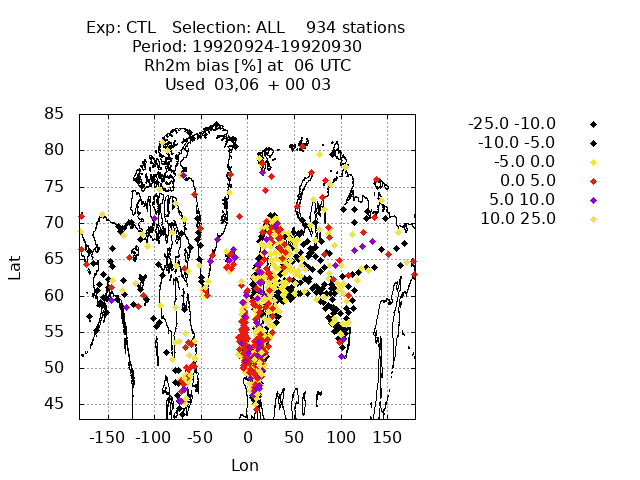 Exp: CTL Selection: ALL 934 stations
Period: 19920924-19920930
Rh2m bias [%] at 06 UTC
Used 03,06 + 00 03
85
80
75
70
65
60
55
50
45
Lat
-150 -100 -50 0 50 100 150
Lon
-25.0 -10.0
-10.0 -5.0
-5.0 0.0
0.0 5.0
5.0 10.0
10.0 25.0